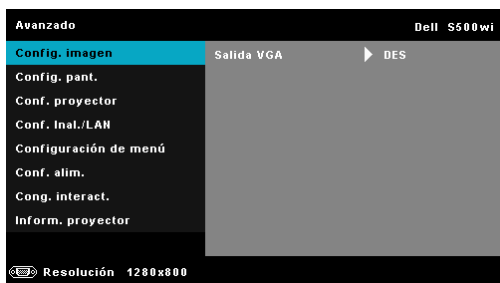 Avanzado Dell S500wi
Config. imagen Salida VGA DES
Config. pant.
Conf. proyector
Conf. Inal./LAN
Configuración de menú
Conf. alim.
Cong. interact.
Inform. proyector
Resolución 1280x800